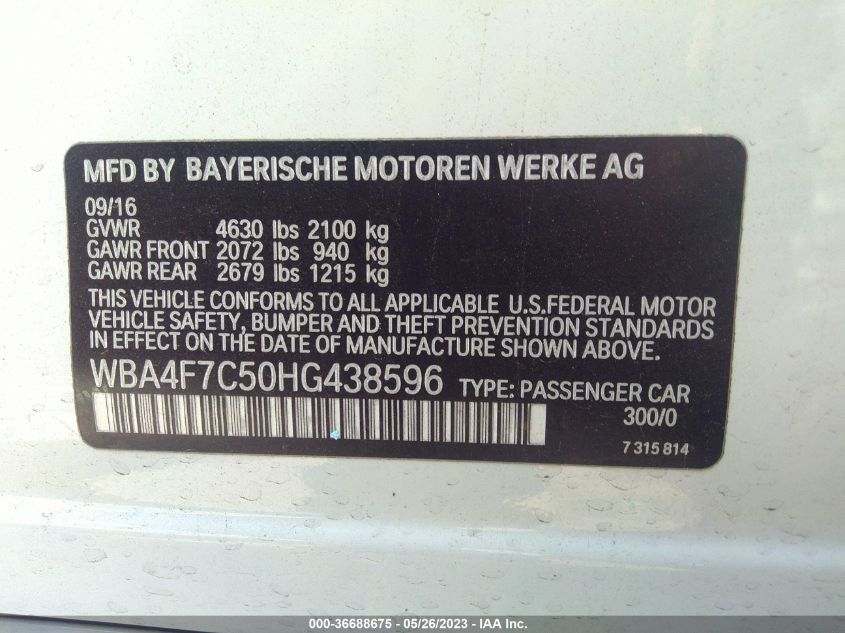 MFD BY BAYERISCHE MOTOREN WERKE AG
09/16
GVWR 4630 lbs 2100 kg
GAWR FRONT 2072 lbs 940 kg
GAWR REAR 2679 lbs 1215 kg
THIS VEHICLE CONFORMS TO ALL APPLICABLE U.S.FEDERAL MOTOR
VEHICLE SAFETY, BUMPER AND THEFT PREVENTION STANDARDS
IN EFFECT ON THE DATE OF MANUFACTURE SHOWN ABOVE.
WBA4F7C50HG438596 TYPE: PASSENGER CAR
300/0
7 315 814
000-36688675 - 05/26/2023 - IAA Inc.